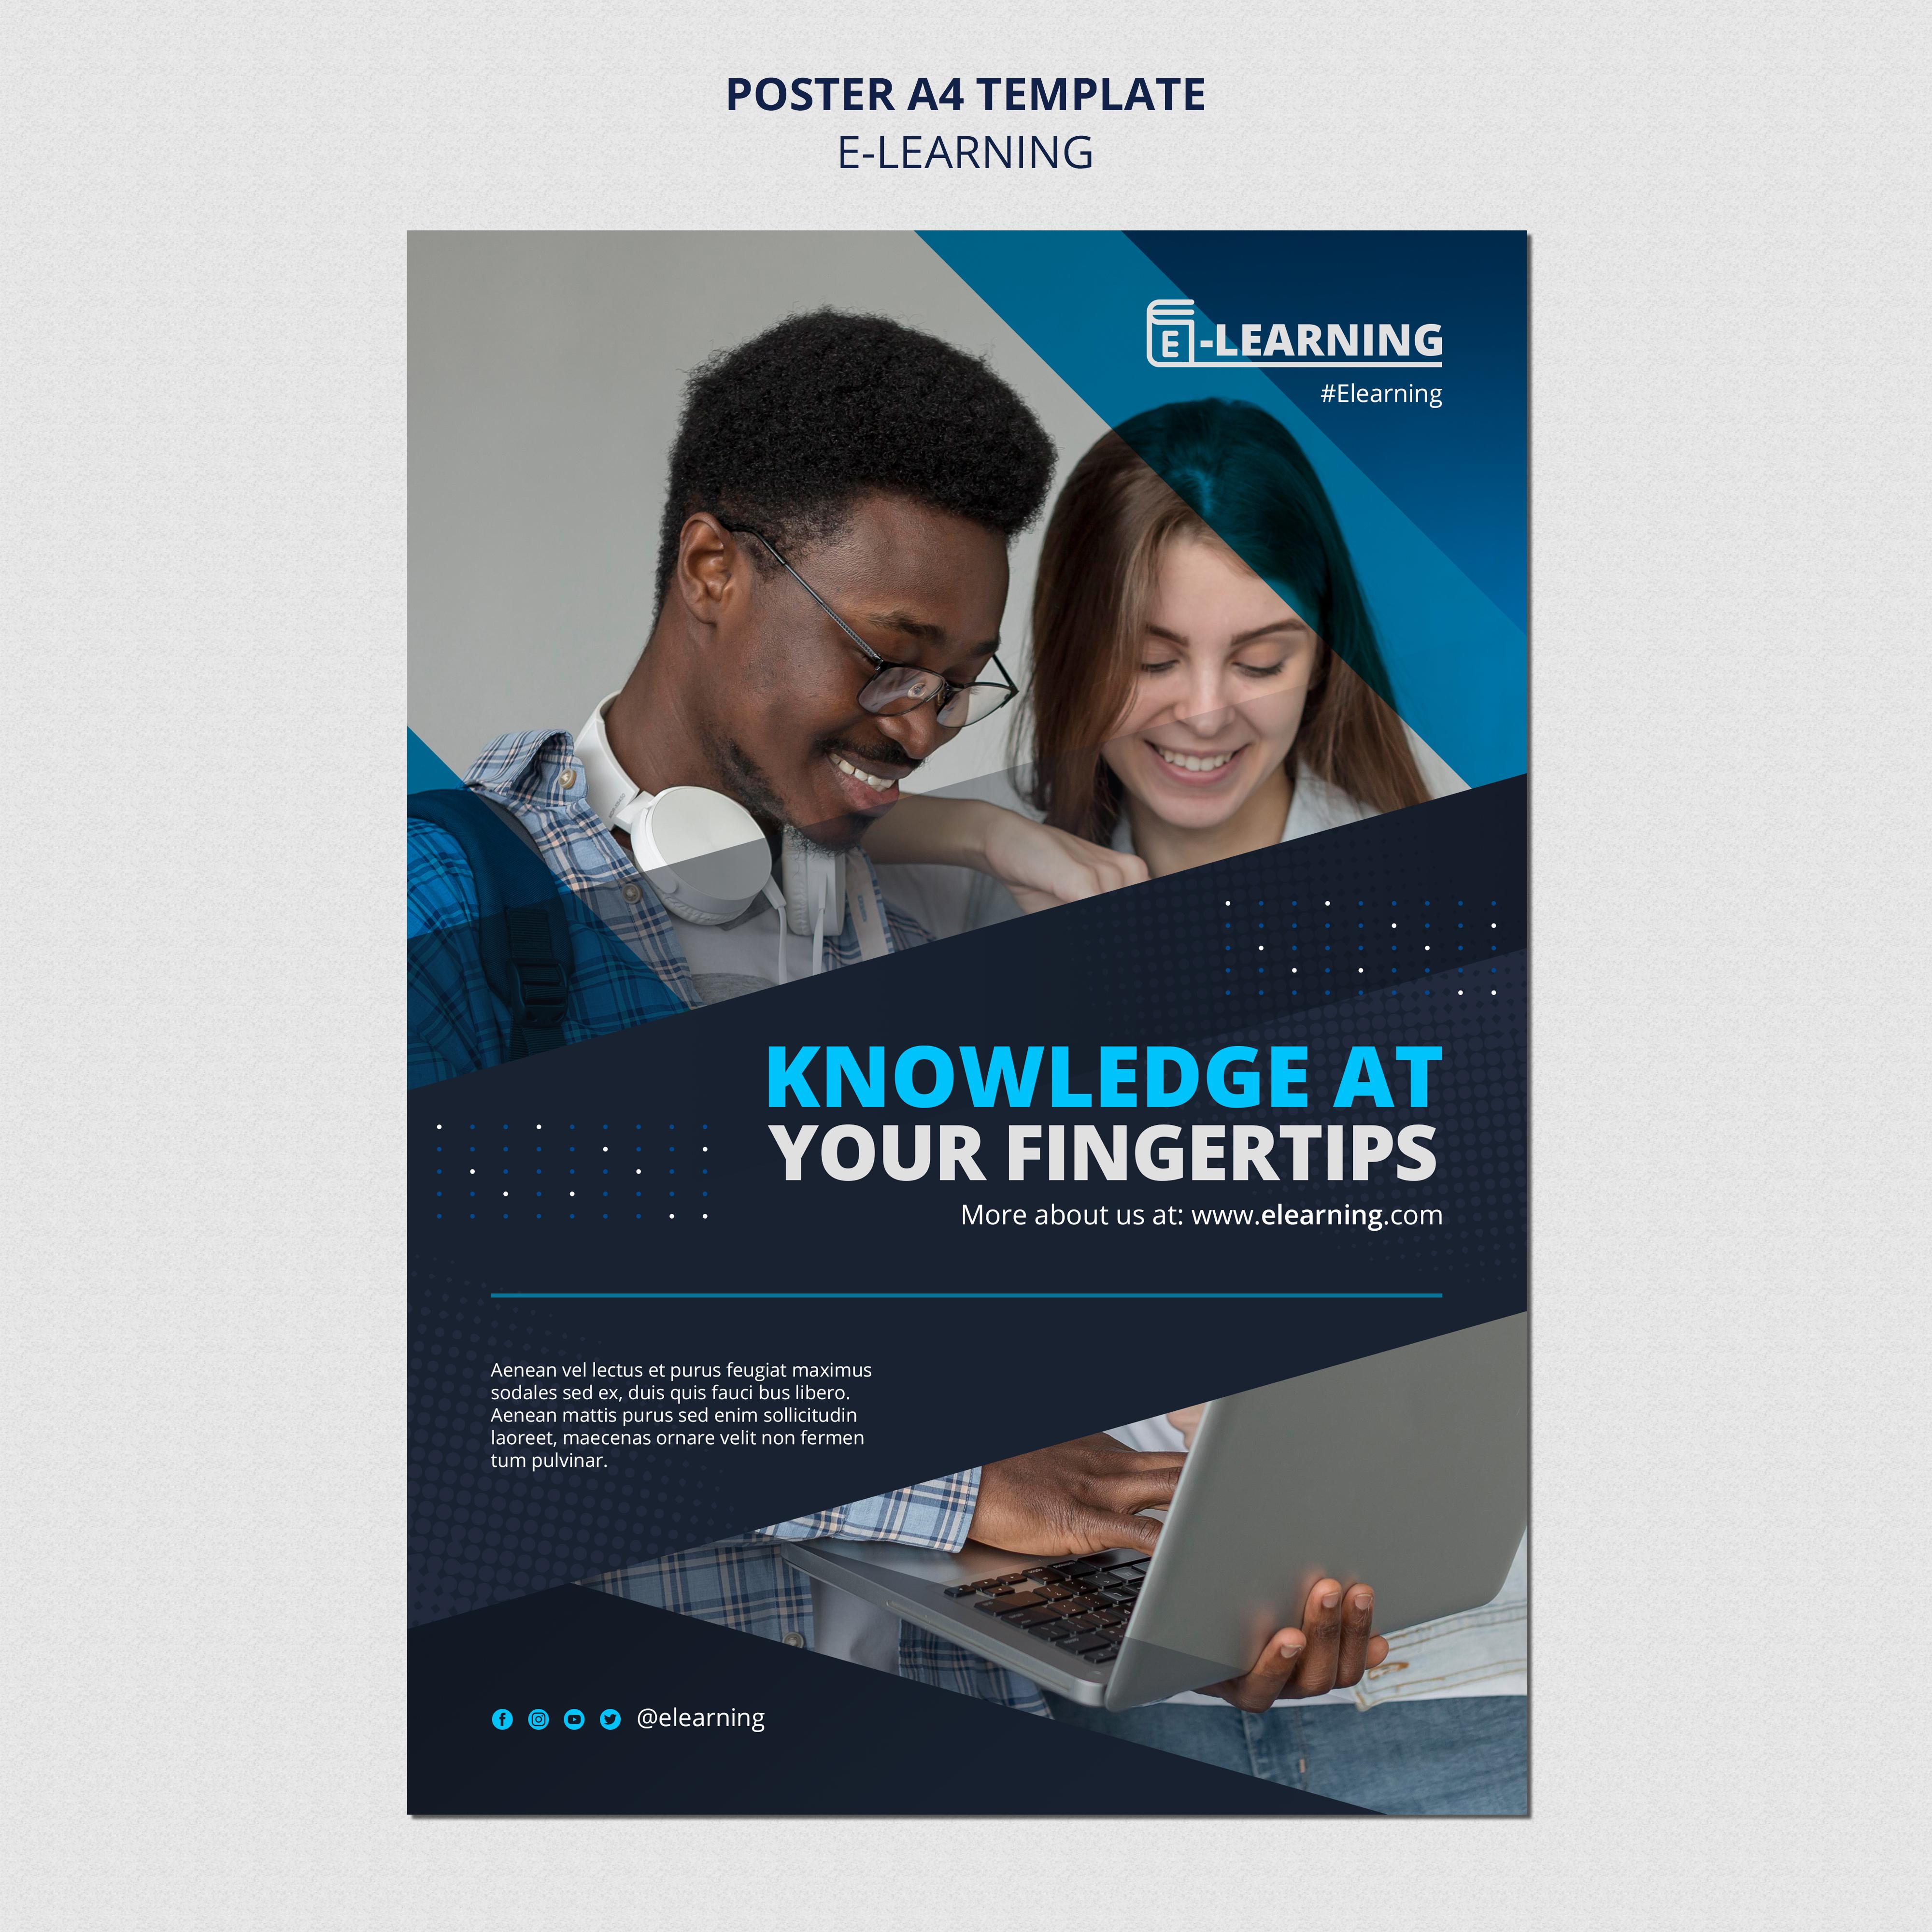 POSTER A4 TEMPLATE
E-LEARNING
E-LEARNING
#Elearning
KNOWLEDGE AT
YOUR FINGERTIPS
More about us at: www.elearning.com
Aenean vel lectus et purus feugiat maximus
sodales sed ex, duis quis fauci bus libero.
Aenean mattis purus sed enim sollicitudin
laoreet, maecenas ornare velit non fermen
tum pulvinar.
@elearning